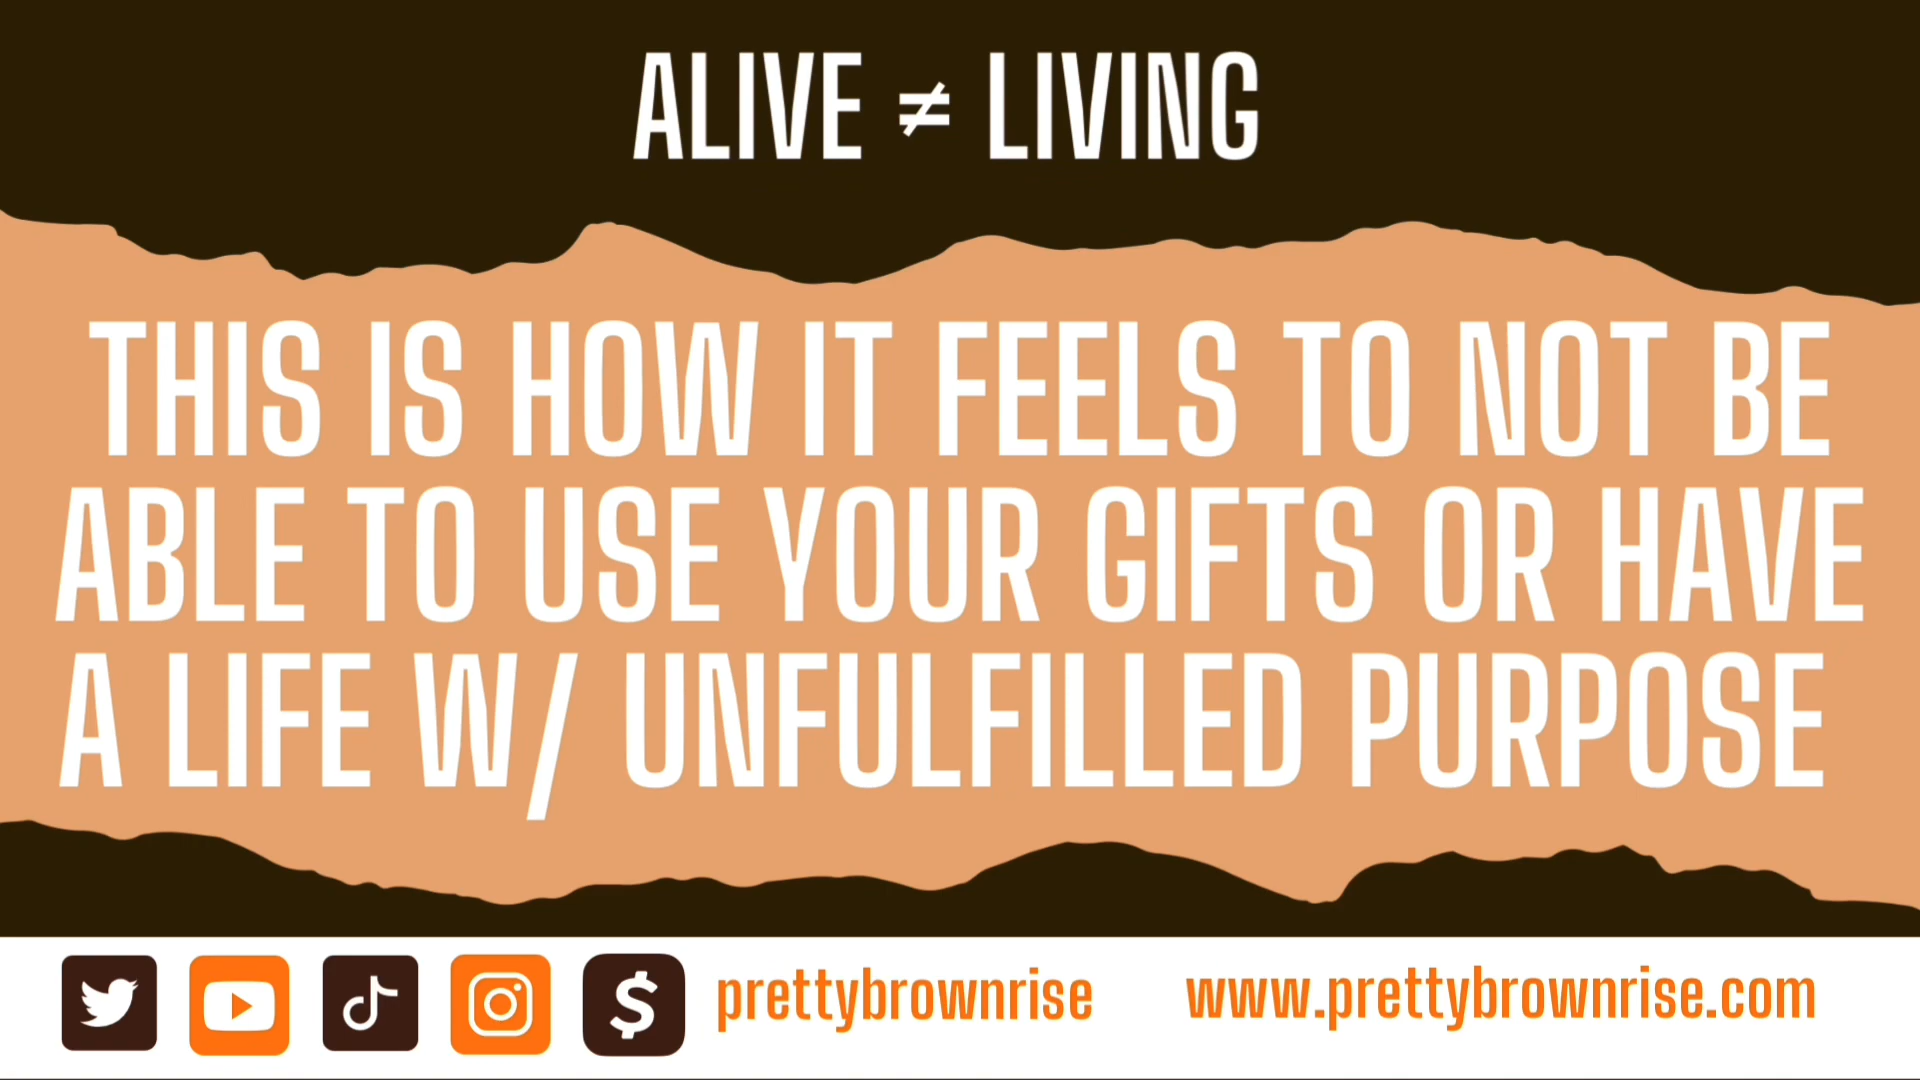 ALIVE ≠ LIVING
THIS IS HOW IT FEELS TO NOT BE
ABLE TO USE YOUR GIFTS OR HAVE
A LIFE W/ UNFULFILLED PURPOSE
$ prettybrownrise www.prettybrownrise.com